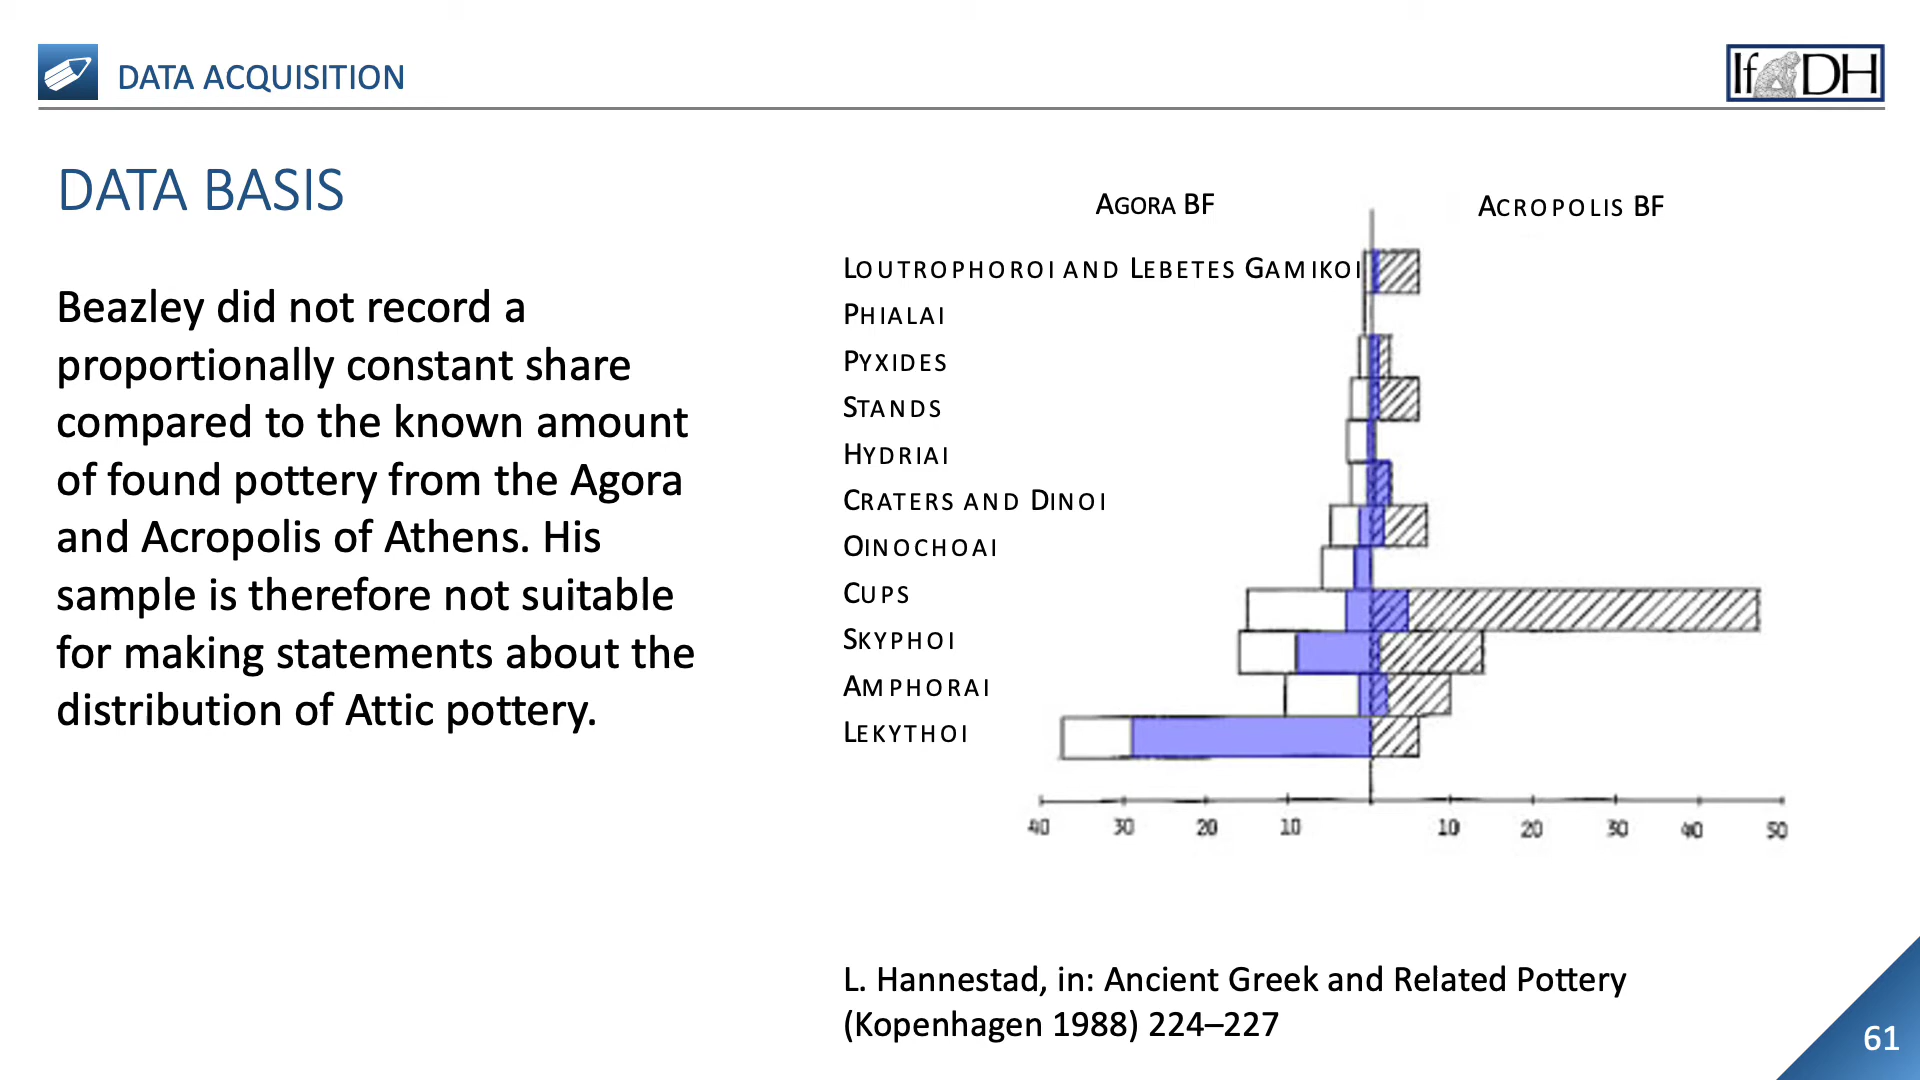 DATA ACQUISITION
IfDH
DATA BASIS
Beazley did not record a
proportionally constant share
compared to the known amount
of found pottery from the Agora
and Acropolis of Athens. His
sample is therefore not suitable
for making statements about the
distribution of Attic pottery.
AGORA BF
ACROPOLIS BF
LOUTROPHOROI AND LEBETES GAMIKOI
PHIALAI
PYXIDES
STANDS
HYDRIAI
CRATERS AND DINOI
OINOCHOAI
CUPS
SKYPHOI
AMPHORAI
LEKYTHOI
40 30 20 10 10 20 30 40 50
L. Hannestad, in: Ancient Greek and Related Pottery
(Kopenhagen 1988) 224–227
61